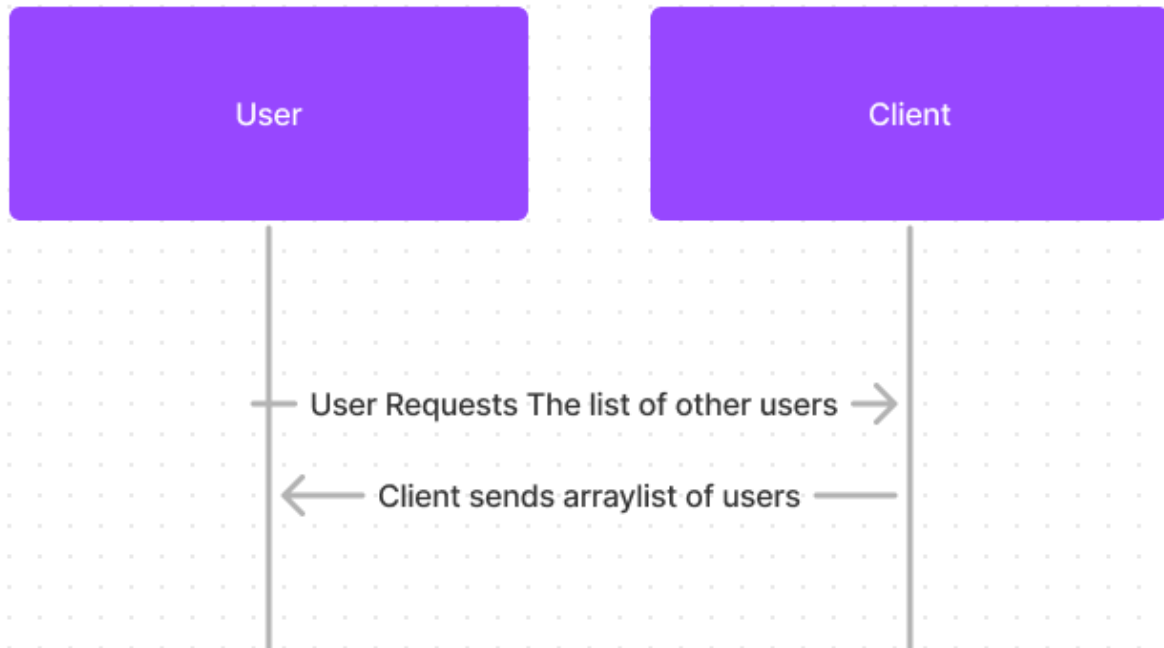 User
Client
User Requests The list of other users
Client sends arraylist of users